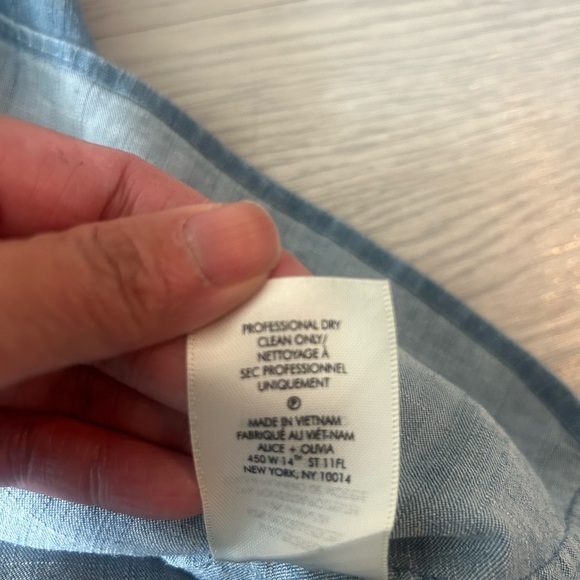 PROFESSIONAL DRY
CLEAN ONLY/
NETTOYAGE À
SEC PROFESSIONNEL
UNIQUEMENT
Ⓟ
MADE IN VIETNAM
FABRIQUÉ AU VIÊT-NAM
ALICE + OLIVIA
450 W 14TH ST 11FL
NEW YORK, NY 10014